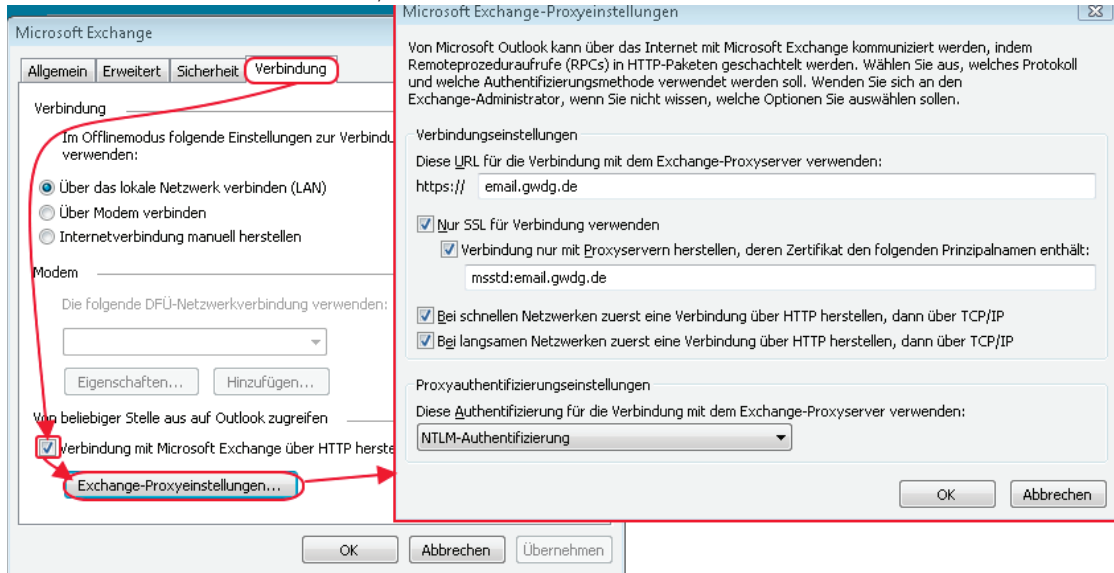 Microsoft Exchange
Allgemein Erweitert Sicherheit Verbindung
Verbindung
Im Offlinemodus folgende Einstellungen zur Verbindu
verwenden:
Über das lokale Netzwerk verbinden (LAN)
Über Modem verbinden
Internetverbindung manuell herstellen
Modem
Die folgende DFÜ-Netzwerkverbindung verwenden:
Eigenschaften... Hinzufügen...
Von beliebiger Stelle aus auf Outlook zugreifen
Verbindung mit Microsoft Exchange über HTTP herste
Exchange-Proxyeinstellungen...
OK Abbrechen Übernehmen
Microsoft Exchange-Proxyeinstellungen
Von Microsoft Outlook kann über das Internet mit Microsoft Exchange kommuniziert werden, indem
Remoteprozeduraufrufe (RPCs) in HTTP-Paketen geschachtelt werden. Wählen Sie aus, welches Protokoll
und welche Authentifizierungsmethode verwendet werden soll. Wenden Sie sich an den
Exchange-Administrator, wenn Sie nicht wissen, welche Optionen Sie auswählen sollen.
Verbindungseinstellungen
Diese URL für die Verbindung mit dem Exchange-Proxyserver verwenden:
https:// email.gwdg.de
Nur SSL für Verbindung verwenden
Verbindung nur mit Proxyservern herstellen, deren Zertifikat den folgenden Prinzipalnamen enthält:
msstd:email.gwdg.de
Bei schnellen Netzwerken zuerst eine Verbindung über HTTP herstellen, dann über TCP/IP
Bei langsamen Netzwerken zuerst eine Verbindung über HTTP herstellen, dann über TCP/IP
Proxyauthentifizierungseinstellungen
Diese Authentifizierung für die Verbindung mit dem Exchange-Proxyserver verwenden:
NTLM-Authentifizierung
OK Abbrechen